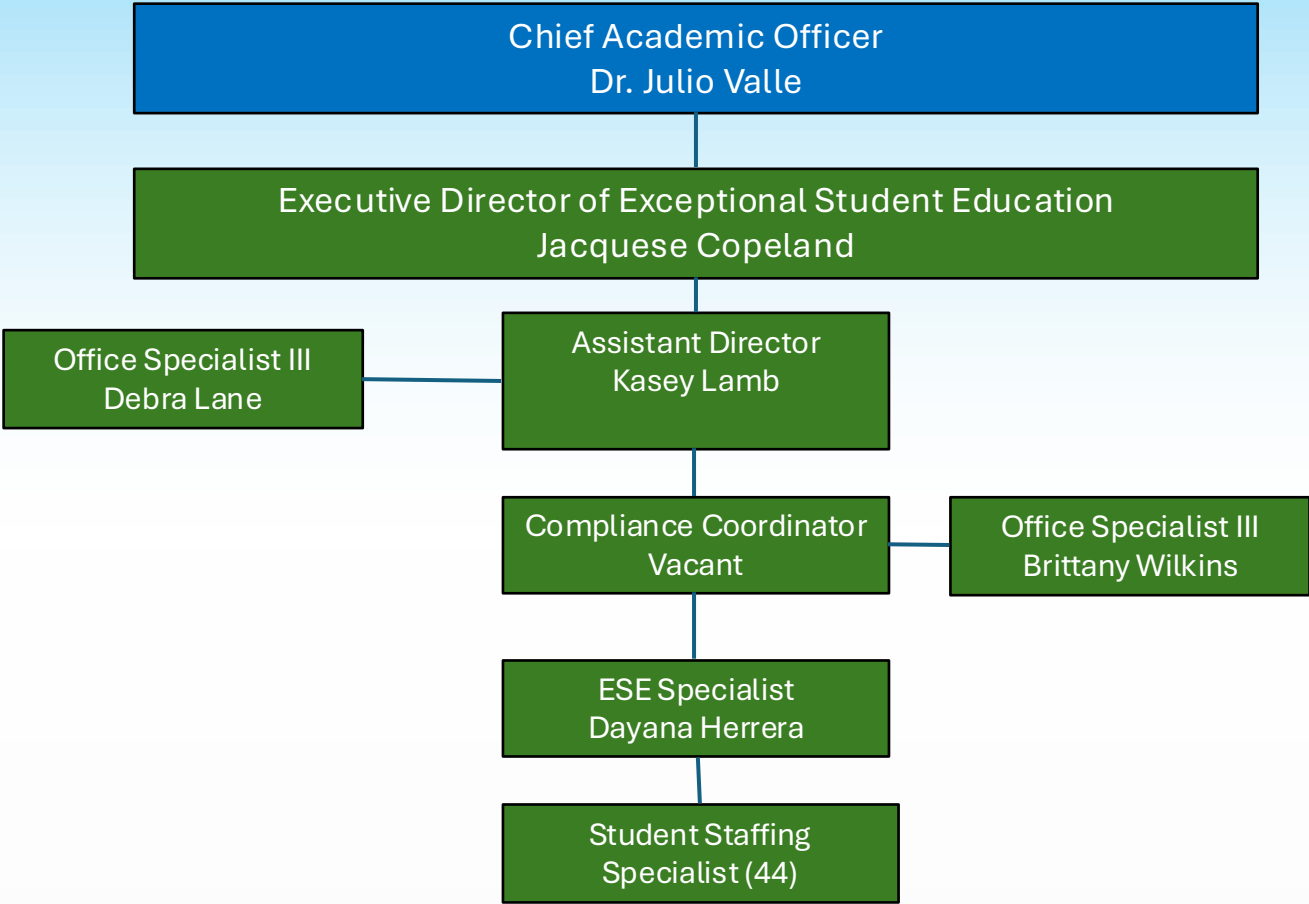 Chief Academic Officer
Dr. Julio Valle
Executive Director of Exceptional Student Education
Jacquese Copeland
Office Specialist III
Debra Lane
Assistant Director
Kasey Lamb
Compliance Coordinator
Vacant
Office Specialist III
Brittany Wilkins
ESE Specialist
Dayana Herrera
Student Staffing
Specialist (44)